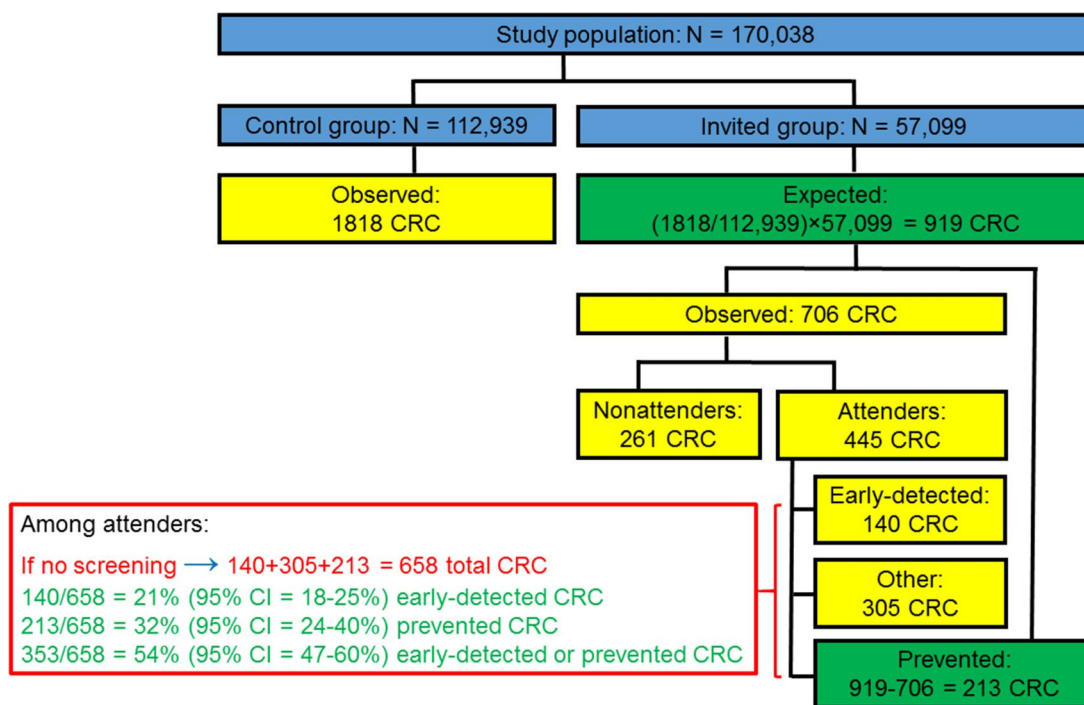 Study population: N = 170,038
Control group: N = 112,939
Invited group: N = 57,099
Observed:
1818 CRC
Expected:
(1818/112,939)×57,099 = 919 CRC
Observed: 706 CRC
Nonattenders:
261 CRC
Attenders:
445 CRC
Early-detected:
140 CRC
Other:
305 CRC
Prevented:
919-706 = 213 CRC
Among attenders:
If no screening → 140+305+213 = 658 total CRC
140/658 = 21% (95% CI = 18-25%) early-detected CRC
213/658 = 32% (95% CI = 24-40%) prevented CRC
353/658 = 54% (95% CI = 47-60%) early-detected or prevented CRC